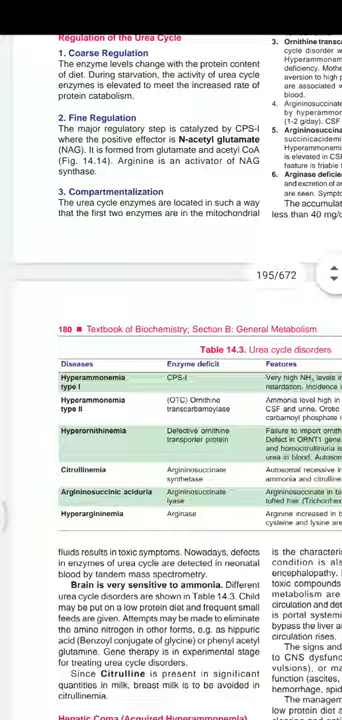 Regulation of the Urea Cycle
1. Coarse Regulation
The enzyme levels change with the protein content
of diet. During starvation, the activity of urea cycle
enzymes is elevated to meet the increased rate of
protein catabolism.
2. Fine Regulation
The major regulatory step is catalyzed by CPS-I
where the positive effector is N-acetyl glutamate
(NAG). It is formed from glutamate and acetyl CoA
(Fig. 14.14). Arginine is an activator of NAG
synthase.
3. Compartmentalization
The urea cycle enzymes are located in such a way
that the first two enzymes are in the mitochondrial
3. Ornithine transc
cycle disorder w
Hyperammonem
deficiency. Mothe
aversion to high p
are associated v
blood.
4. Argininosuccinate
by hyperammon
(1-2 g/day). CSF
5. Argininosuccina
succinicacidemi
Hyperammonemi
is elevated in CSF
feature is friable t
6. Arginase deficie
and excretion of ar
are seen. Sympto
The accumulat
less than 40 mg/d
195/672
180 ■ Textbook of Biochemistry; Section B: General Metabolism
Table 14.3. Urea cycle disorders
Diseases Enzyme deficit Features
Hyperammonemia CPS-I Very high NH3 levels in
type I retardation. Incidence i
Hyperammonemia (OTC) Ornithine Ammonia level high in
type II transcarbamoylase CSF and urine. Orotic
carbamoyl phosphate i
Hyperornithinemia Defective ornithine Failure to import ornith
transporter protein Defect in ORNT1 gene.
and homocitrullinuria is
urea in blood. Autosom
Citrullinemia Argininosuccinate Autosomal recessive in
synthetase ammonia and citrulline
Argininosuccinic aciduria Argininosuccinate Argininosuccinate in bl
lyase tufted hair (Trichorrhex
Hyperargininemia Arginase Arginine increased in b
cysteine and lysine are
fluids results in toxic symptoms. Nowadays, defects
in enzymes of urea cycle are detected in neonatal
blood by tandem mass spectrometry.
Brain is very sensitive to ammonia. Different
urea cycle disorders are shown in Table 14.3. Child
may be put on a low protein diet and frequent small
feeds are given. Attempts may be made to eliminate
the amino nitrogen in other forms, e.g. as hippuric
acid (Benzoyl conjugate of glycine) or phenyl acetyl
glutamine. Gene therapy is in experimental stage
for treating urea cycle disorders.
Since Citrulline is present in significant
quantities in milk, breast milk is to be avoided in
citrullinemia.
Hepatic Coma (Acquired Hyperammonemia)
is the characteris
condition is als
encephalopathy. I
toxic compounds
metabolism are
circulation and det
is portal systemi
bypass the liver an
circulation rises.
The signs and
to CNS dysfunc
vulsions), or ma
function (ascites,
hemorrhage, spid
The managem
low protein diet a